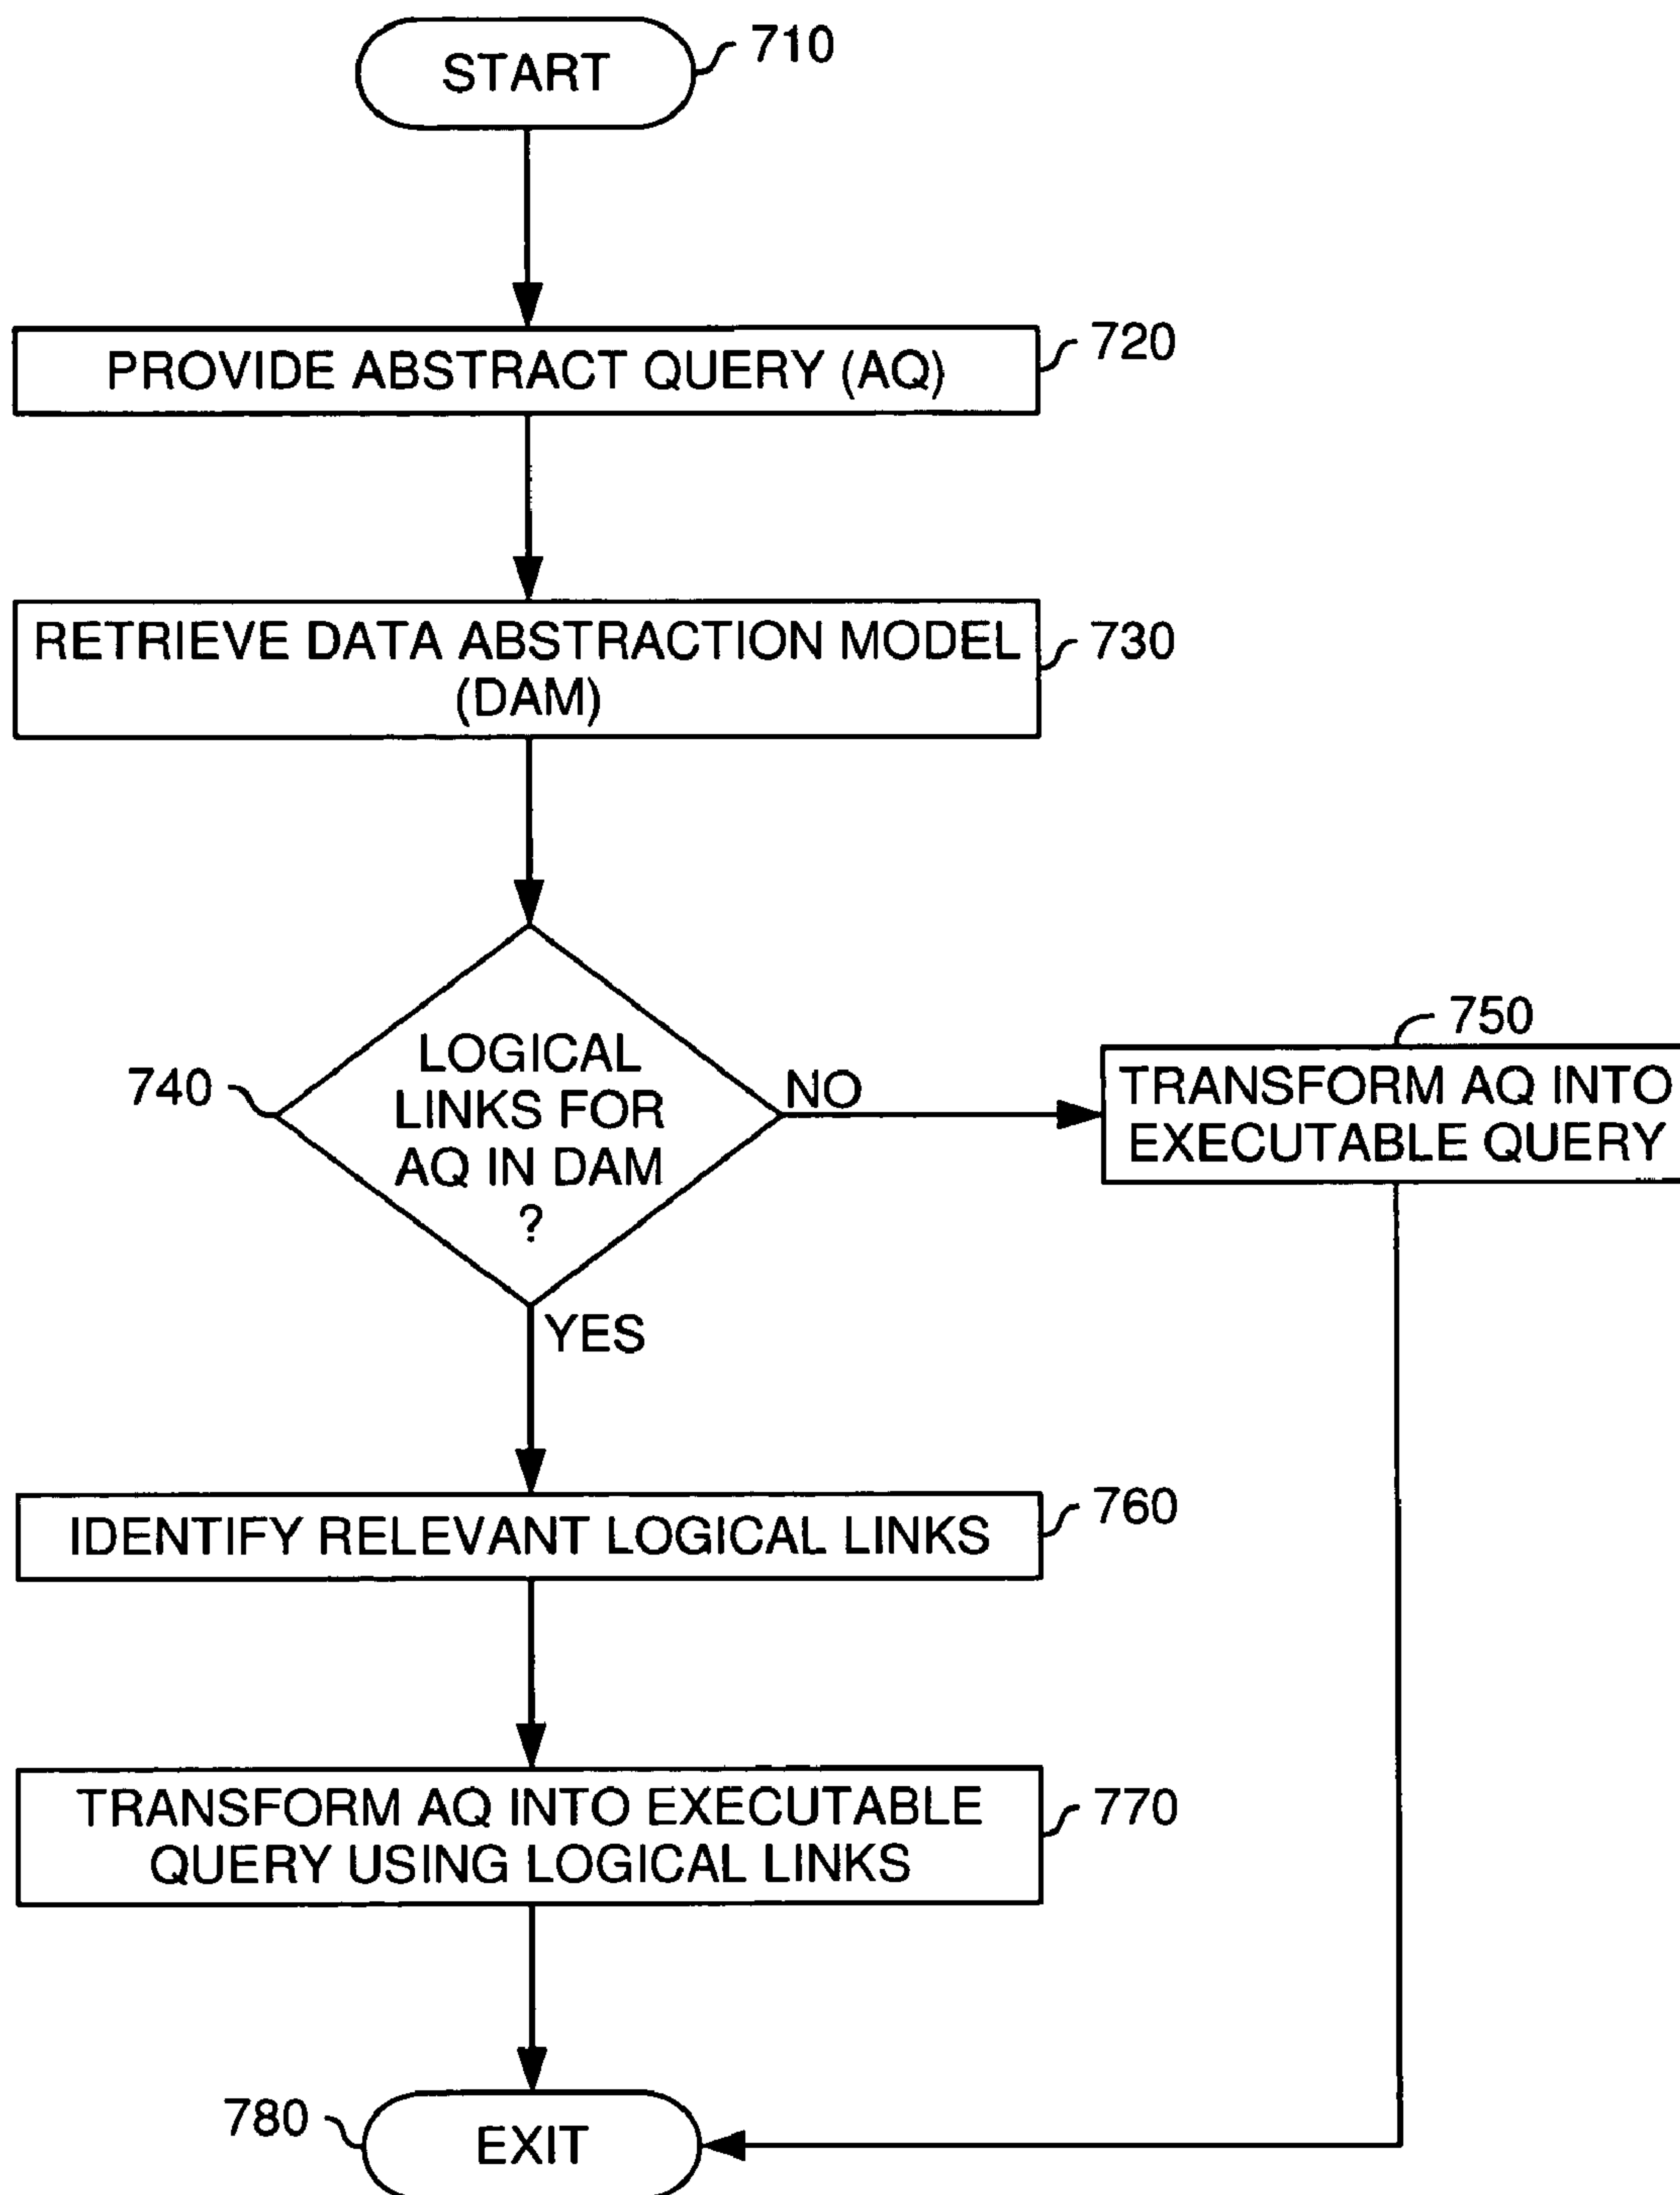 START
710
PROVIDE ABSTRACT QUERY (AQ)
720
RETRIEVE DATA ABSTRACTION MODEL
(DAM)
730
740
LOGICAL
LINKS FOR
AQ IN DAM
?
NO
750
TRANSFORM AQ INTO
EXECUTABLE QUERY
YES
IDENTIFY RELEVANT LOGICAL LINKS
760
TRANSFORM AQ INTO EXECUTABLE
QUERY USING LOGICAL LINKS
770
780
EXIT